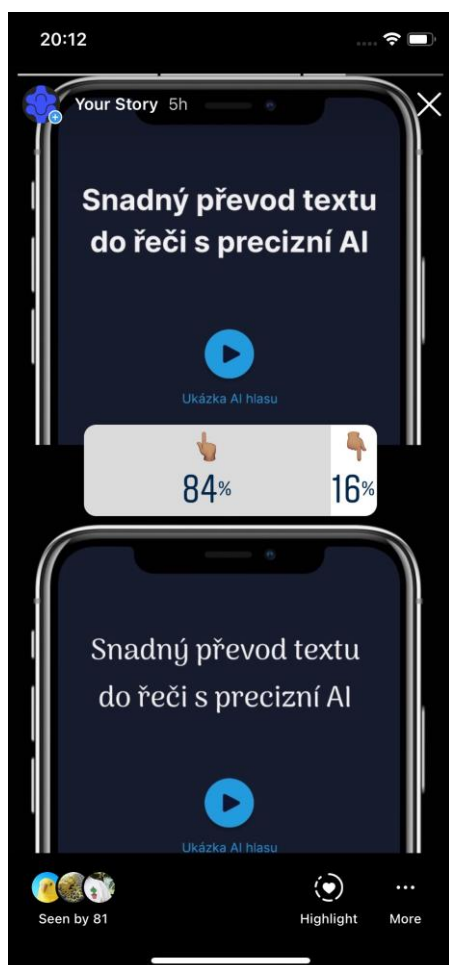 20:12
Your Story 5h
Snadný převod textu
do řeči s precizní AI
Ukázka AI hlasu
84% 16%
Snadný převod textu
do řeči s precizní AI
Ukázka AI hlasu
Seen by 81
Highlight
More